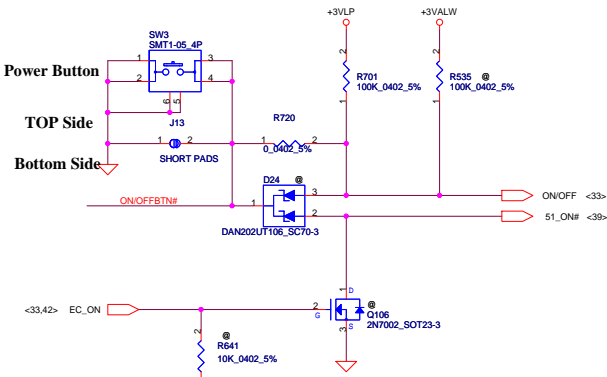 +3VLP
+3VALW
SW3
SMT1-05_4P
1
3
2
4
6
5
Power Button
2
2
R701
100K_0402_5%
R535
@
100K_0402_5%
1
1
TOP Side
J13
R720
1
2
1
2
SHORT PADS
0_0402_5%
Bottom Side
D24
@
ON/OFFBTN#
1
3
2
ON/OFF
<33>
51_ON#
<39>
DAN202UT106_SC70-3
1
D
<33,42>
EC_ON
2
G
@
Q106
2N7002_SOT23-3
S
3
2
@
R641
10K_0402_5%